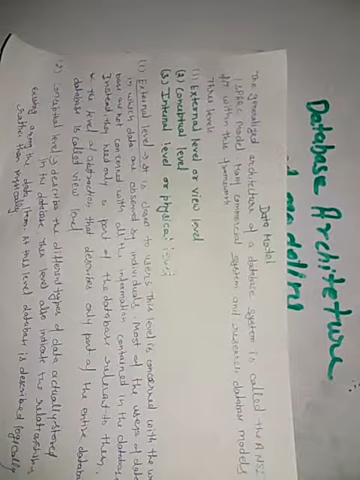 Database Architeture
modeling
Data Model
The generalized architecture of a database system is called the ANSI
/ SPARC model. Many commercial system and research database models
fit within this framework
Three levels
(1) External level or view level
(2) conceptual level
(3) Internal level or physical level
(1) External level → It is closer to users This level is concerned with the
in which data are observed by individuals. Most of the users of data
base are not concerned with all the information contained in the database
Instead they need only a part of the database relevant to them.
the level of abstraction that describes only part of the entire
database is called view level
(2) conceptual level → describes the different types of data actually stored
in the database this level also indicate the relationships
among the data item. At this level database is described logically
rather than physically